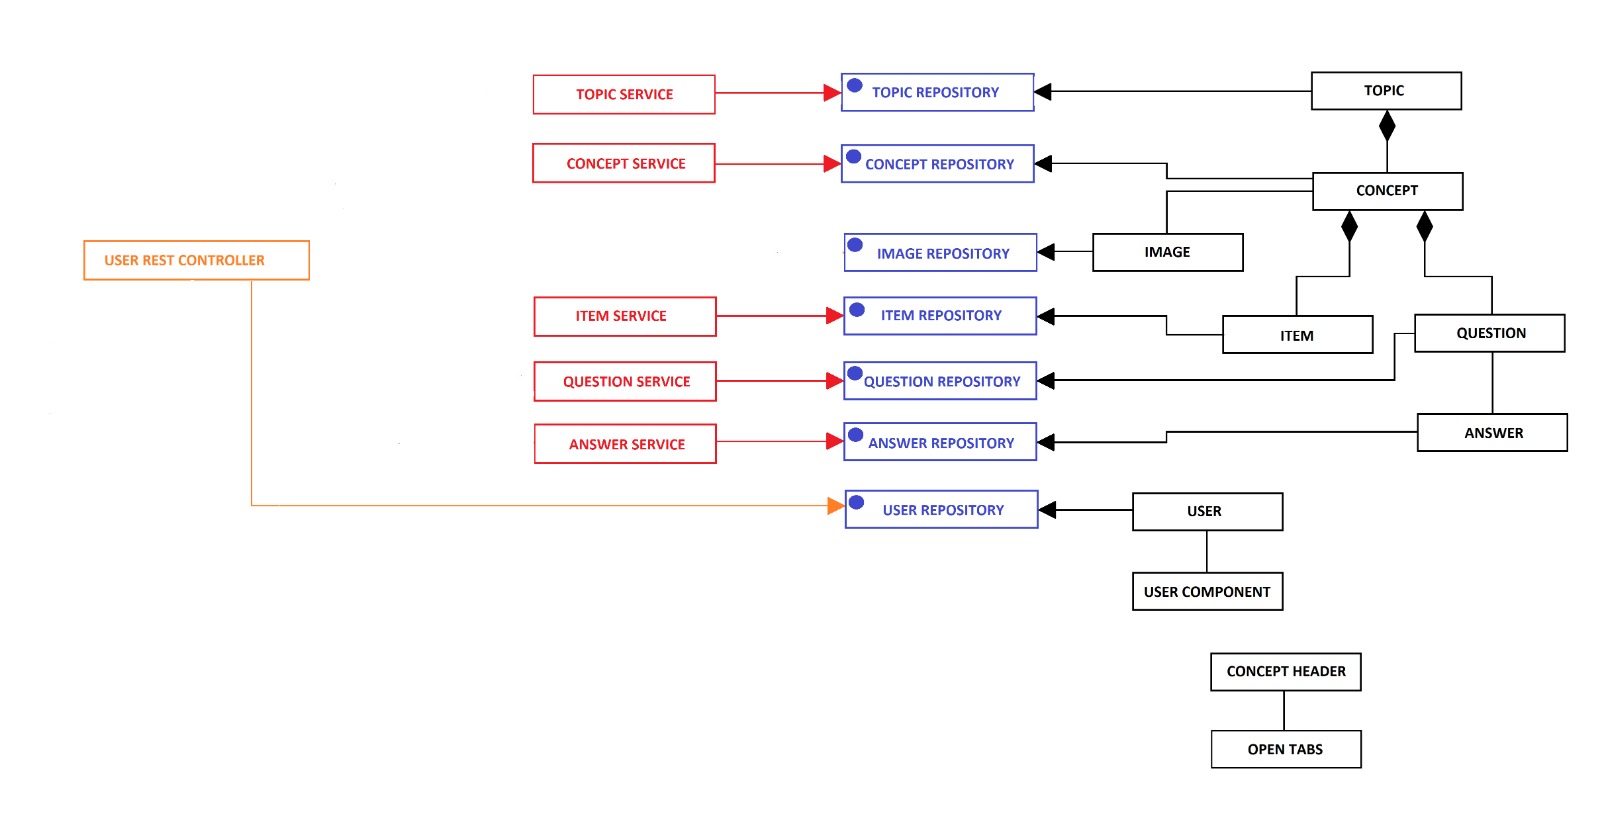 TOPIC SERVICE
TOPIC REPOSITORY
TOPIC
CONCEPT SERVICE
CONCEPT REPOSITORY
CONCEPT
USER REST CONTROLLER
IMAGE REPOSITORY
IMAGE
ITEM SERVICE
ITEM REPOSITORY
ITEM
QUESTION
QUESTION SERVICE
QUESTION REPOSITORY
ANSWER SERVICE
ANSWER REPOSITORY
ANSWER
USER REPOSITORY
USER
USER COMPONENT
CONCEPT HEADER
OPEN TABS